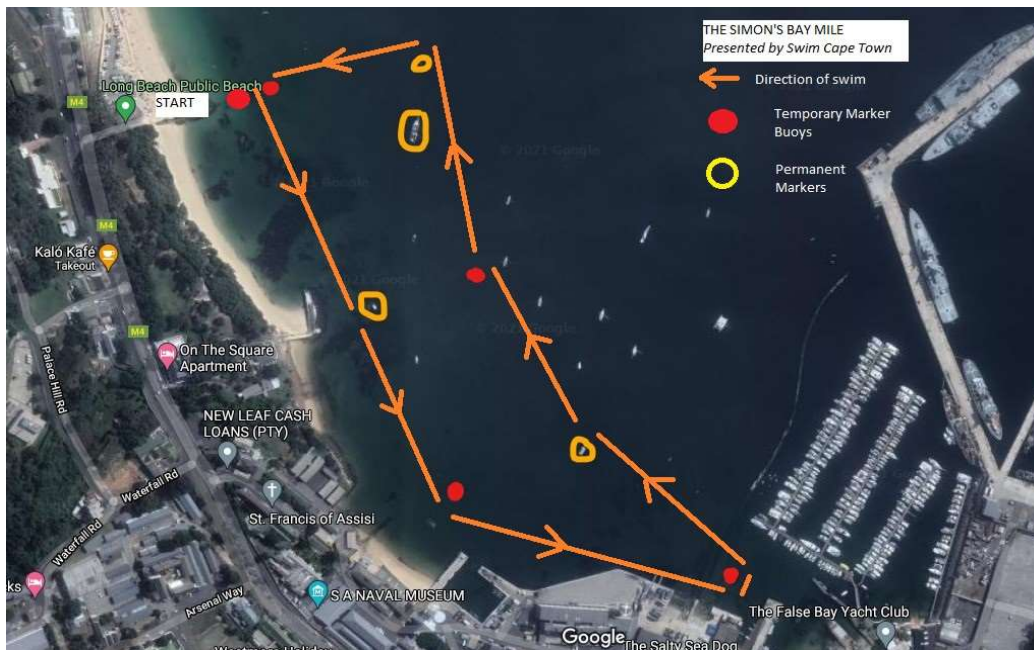 THE SIMON'S BAY MILE
Presented by Swim Cape Town
Direction of swim
Temporary Marker
Buoys
Permanent
Markers
Long Beach Public Beach
START
M4
© 2021 Google
M4
Kaló Kafé
Takeout
M4
On The Square
Apartment
Palace Hill Rd
NEW LEAF CASH
LOANS (PTY)
Waterfall Rd
St. Francis of Assisi
Waterfall Rd
cks
Arsenal Way
S A NAVAL MUSEUM
The False Bay Yacht Club
Google
The Salty Sea Dog